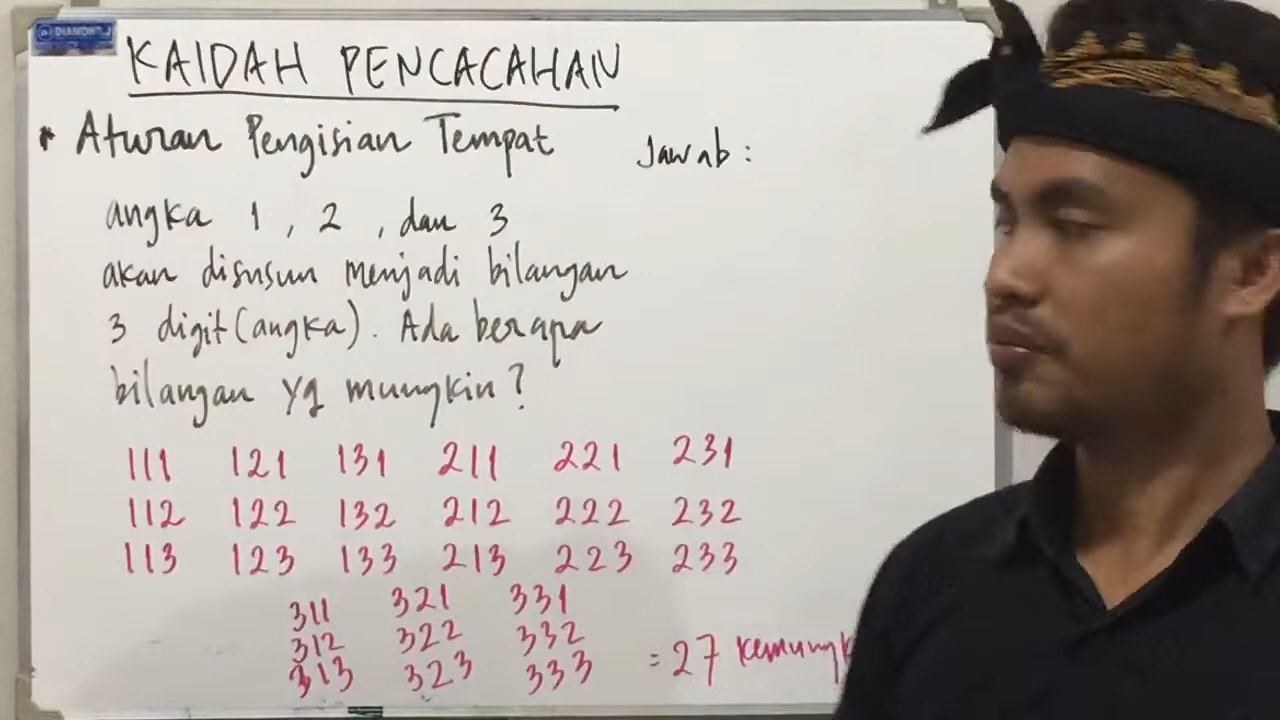 KAIDAH PENCACAHAN
Aturan Pengisian Tempat
Jawab :
angka 1 , 2 , dan 3
akan disusun menjadi bilangan
3 digit (angka) . Ada berapa
bilangan yg mungkin ?
111 121 131 211 221 231
112 122 132 212 222 232
113 123 133 213 223 233
311 321 331
312 322 332
313 323 333
= 27